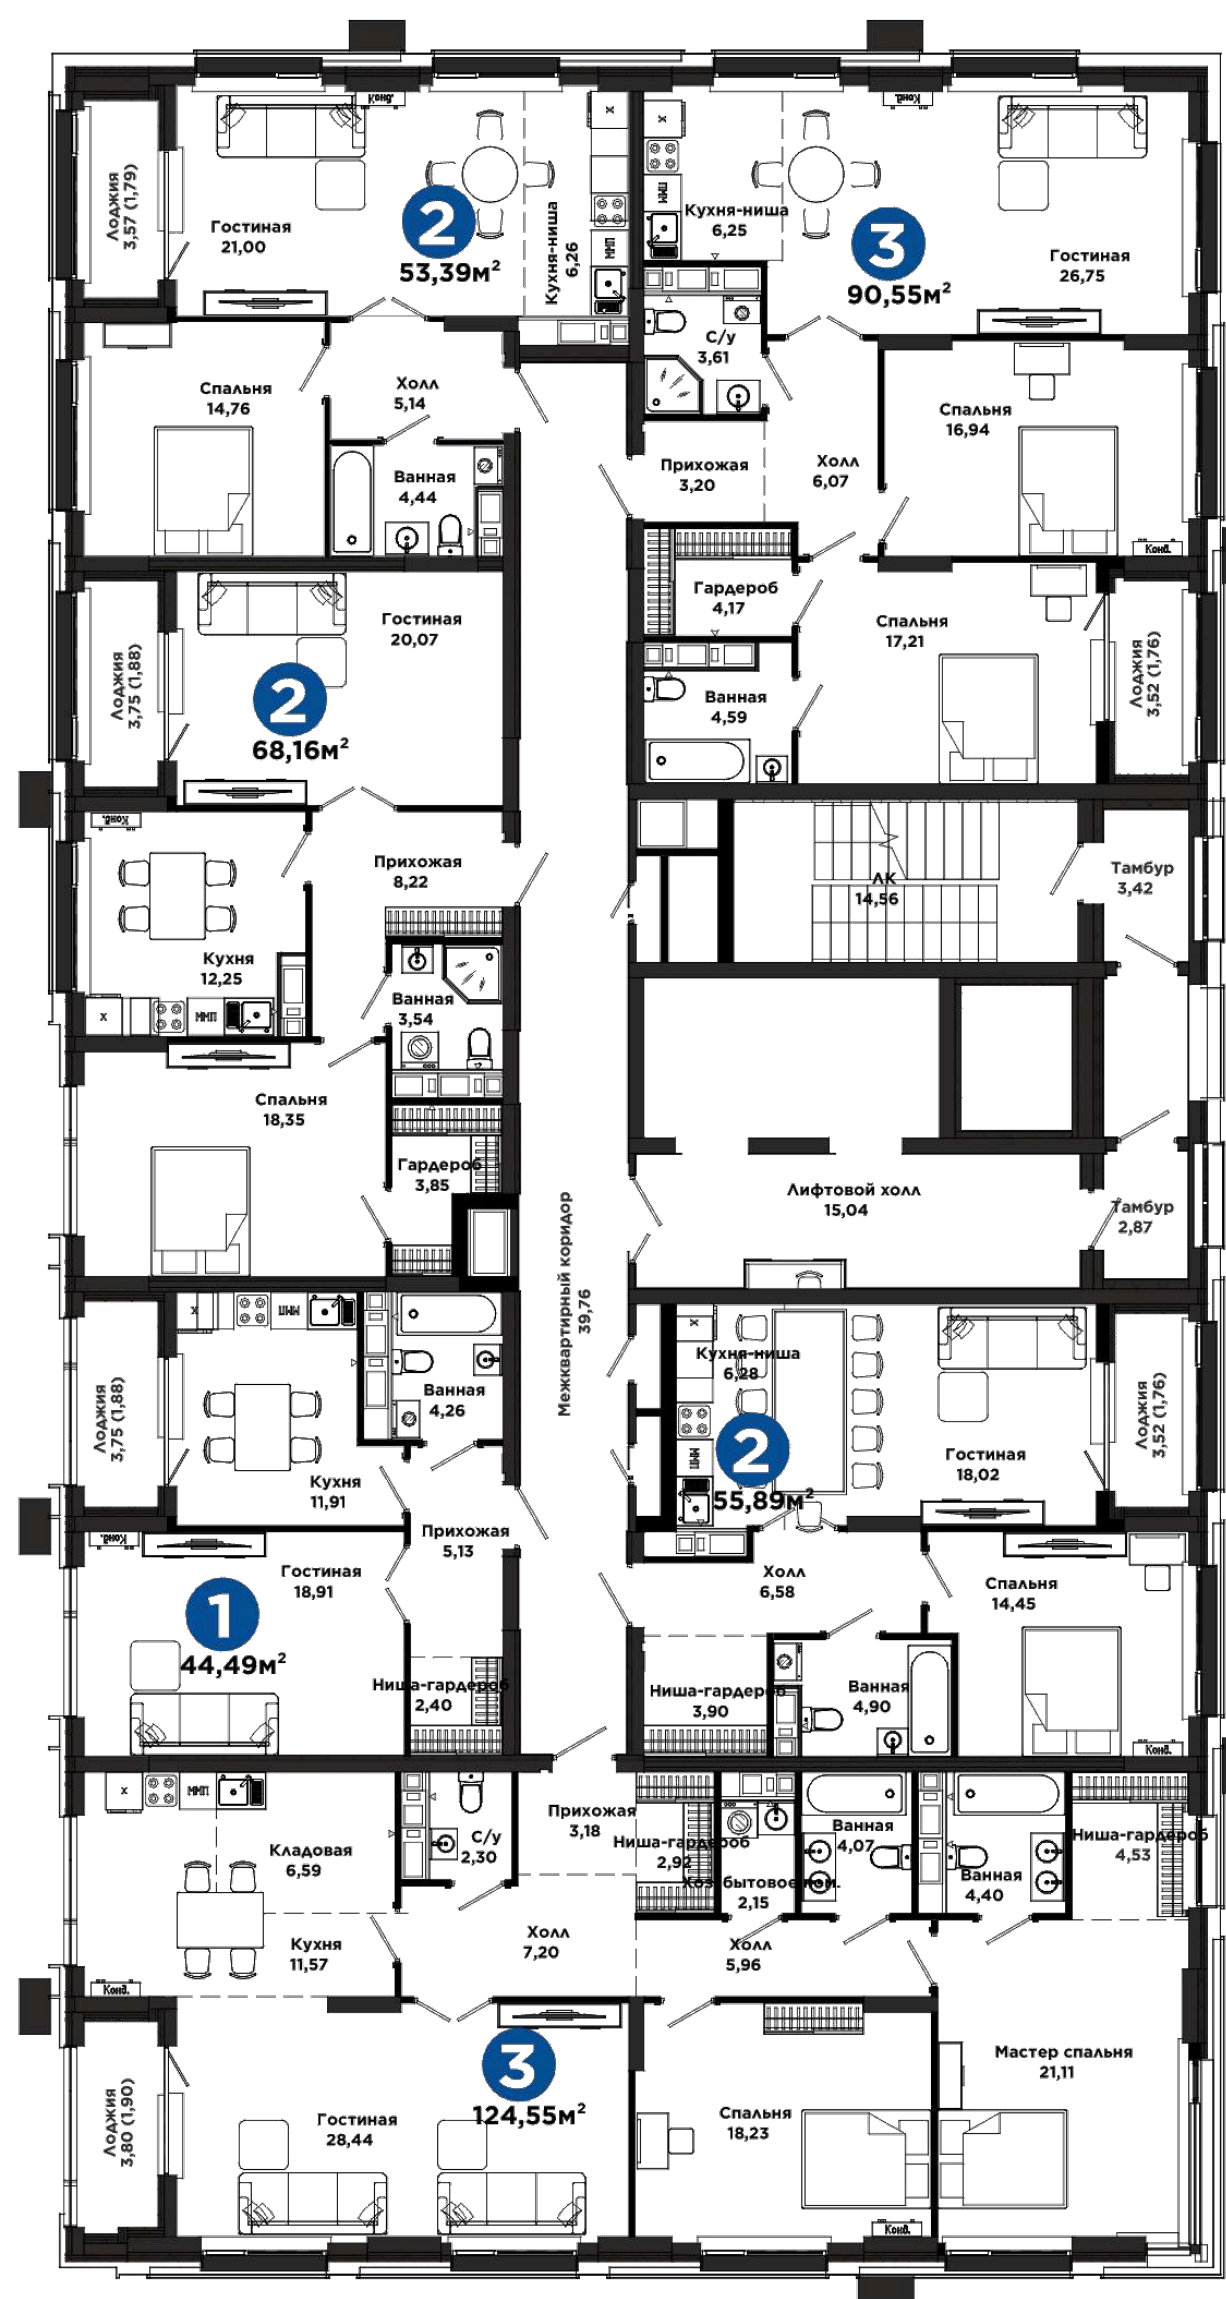 Конд.
Лоджия
3,57 (1,79)
Гостиная
21,00
2
53,39м²
Кухня-ниша
6,26
Х
ММП
Спальня
14,76
Холл
5,14
Ванная
4,44
Х
ПММ
Кухня-ниша
6,25
Конд.
3
90,55м²
Гостиная
26,75
С/у
3,61
Прихожая
3,20
Холл
6,07
Спальня
16,94
Конд.
Гардероб
4,17
Спальня
17,21
Ванная
4,59
Лоджия
3,52 (1,76)
Гостиная
20,07
Лоджия
3,75 (1,88)
2
68,16м²
Конд.
Прихожая
8,22
Кухня
12,25
Х
ММП
Ванная
3,54
Спальня
18,35
Гардероб
3,85
ЛК
14,56
Тамбур
3,42
Лифтовой холл
15,04
Тамбур
2,87
Межквартирный коридор
39,76
Х
ММП
Лоджия
3,75 (1,88)
Ванная
4,26
Кухня
11,91
Прихожая
5,13
Конд.
Гостиная
18,91
1
44,49м²
Ниша-гардероб
2,40
Х
Кухня-ниша
6,28
ММП
2
55,89м²
Гостиная
18,02
Лоджия
3,52 (1,76)
Холл
6,58
Спальня
14,45
Ниша-гардероб
3,90
Ванная
4,90
Конд.
Х
ММП
Кладовая
6,59
С/у
2,30
Прихожая
3,18
Ниша-гардероб
2,92
Хоз. бытовое пом.
2,15
Ванная
4,07
Ванная
4,40
Ниша-гардероб
4,53
Кухня
11,57
Холл
7,20
Холл
5,96
Конд.
Лоджия
3,80 (1,90)
Гостиная
28,44
3
124,55м²
Спальня
18,23
Конд.
Мастер спальня
21,11